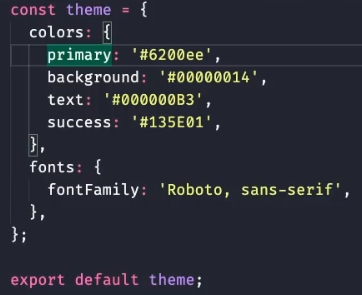 const theme = {
  colors: {
    primary: '#6200ee',
    background: '#00000014',
    text: '#000000B3',
    success: '#135E01',
  },
  fonts: {
    fontFamily: 'Roboto, sans-serif',
  },
};

export default theme;